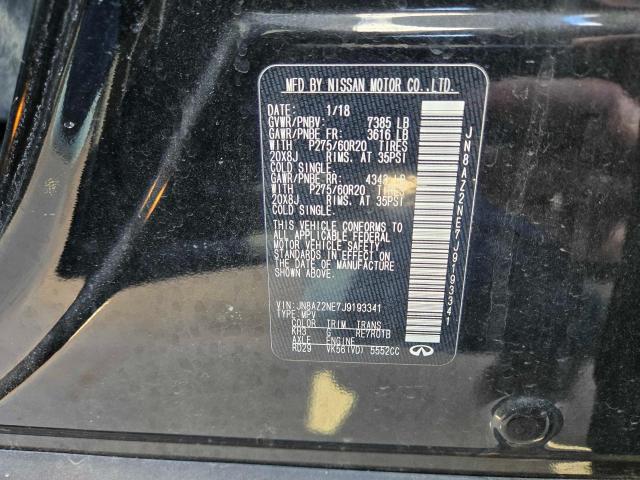 MFD BY NISSAN MOTOR CO.,LTD.
DATE: 1/18
GVWR/PNBV: 7385 LB
GAWR/PNBE FR: 3616 LB
WITH P275/60R20 TIRES
20X8J RIMS. AT 35PSI
COLD SINGLE.
GAWR/PNBE RR: 4343 LB
WITH P275/60R20 TIRES
20X8J RIMS. AT 35PSI
COLD SINGLE.
THIS VEHICLE CONFORMS TO
ALL APPLICABLE FEDERAL
MOTOR VEHICLE SAFETY
STANDARDS IN EFFECT ON
THE DATE OF MANUFACTURE
SHOWN ABOVE.
VIN: JN8AZ2NE7J9193341
TYPE MPV
COLOR TRIM TRANS
KH3 G RE7R01B
AXLE ENGINE
RD29 VK56(VD) 5552CC
JN8AZ2NE7J9193341